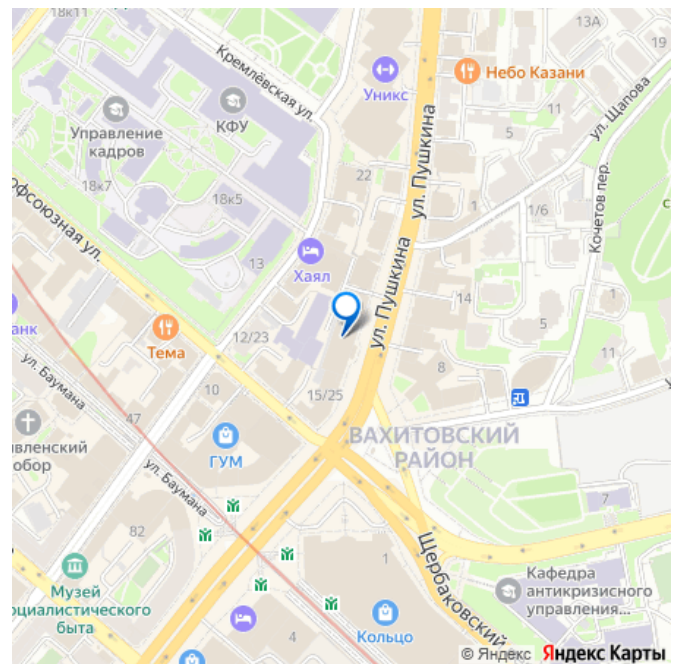 18к11
13А
19
Кремлёвская ул.
Уникс
Небо Казани
ул. Пушкина
ул. Щапова
11
5
Управление
кадров
КФУ
22
1
1/6
Кочетов пер.
с
18к7
18к5
офсоюзная ул.
13
Хаял
14
1
ул. Пушкина
5
11
анк
Тема
12/23
8
ул. Баумана
10
15/25
47
вленский
обор
ГУМ
ВАХИТОВСКИЙ
РАЙОН
ул. Баумана
7
82
Щербаковский
1
Музей
оциалистического
быта
Кафедра
антикризисного
управления...
Кольцо
4
© Яндекс Яндекс Карты